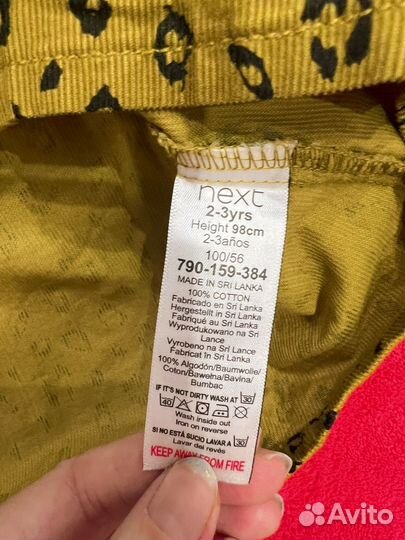 next
2-3yrs
Height 98cm
2-3años
100/56
790-159-384
MADE IN SRI LANKA
100% COTTON
Fabricado en Sri Lanka
Hergestellt in Sri Lanka
Fabriqué au Sri Lanka
Wyprodukowano na Sri
Lance
Vyrobeno na Srí Lance
Fabricat în Sri Lanka
100% Algodón/Baumwolle/
Coton/Bawełna/Bavlna/
Bumbac
IF IT'S NOT DIRTY WASH AT 30
40
Wash inside out
Iron on reverse
SI NO ESTÁ SUCIO LAVAR A 30
Lavar del revés
KEEP AWAY FROM FIRE
Avito